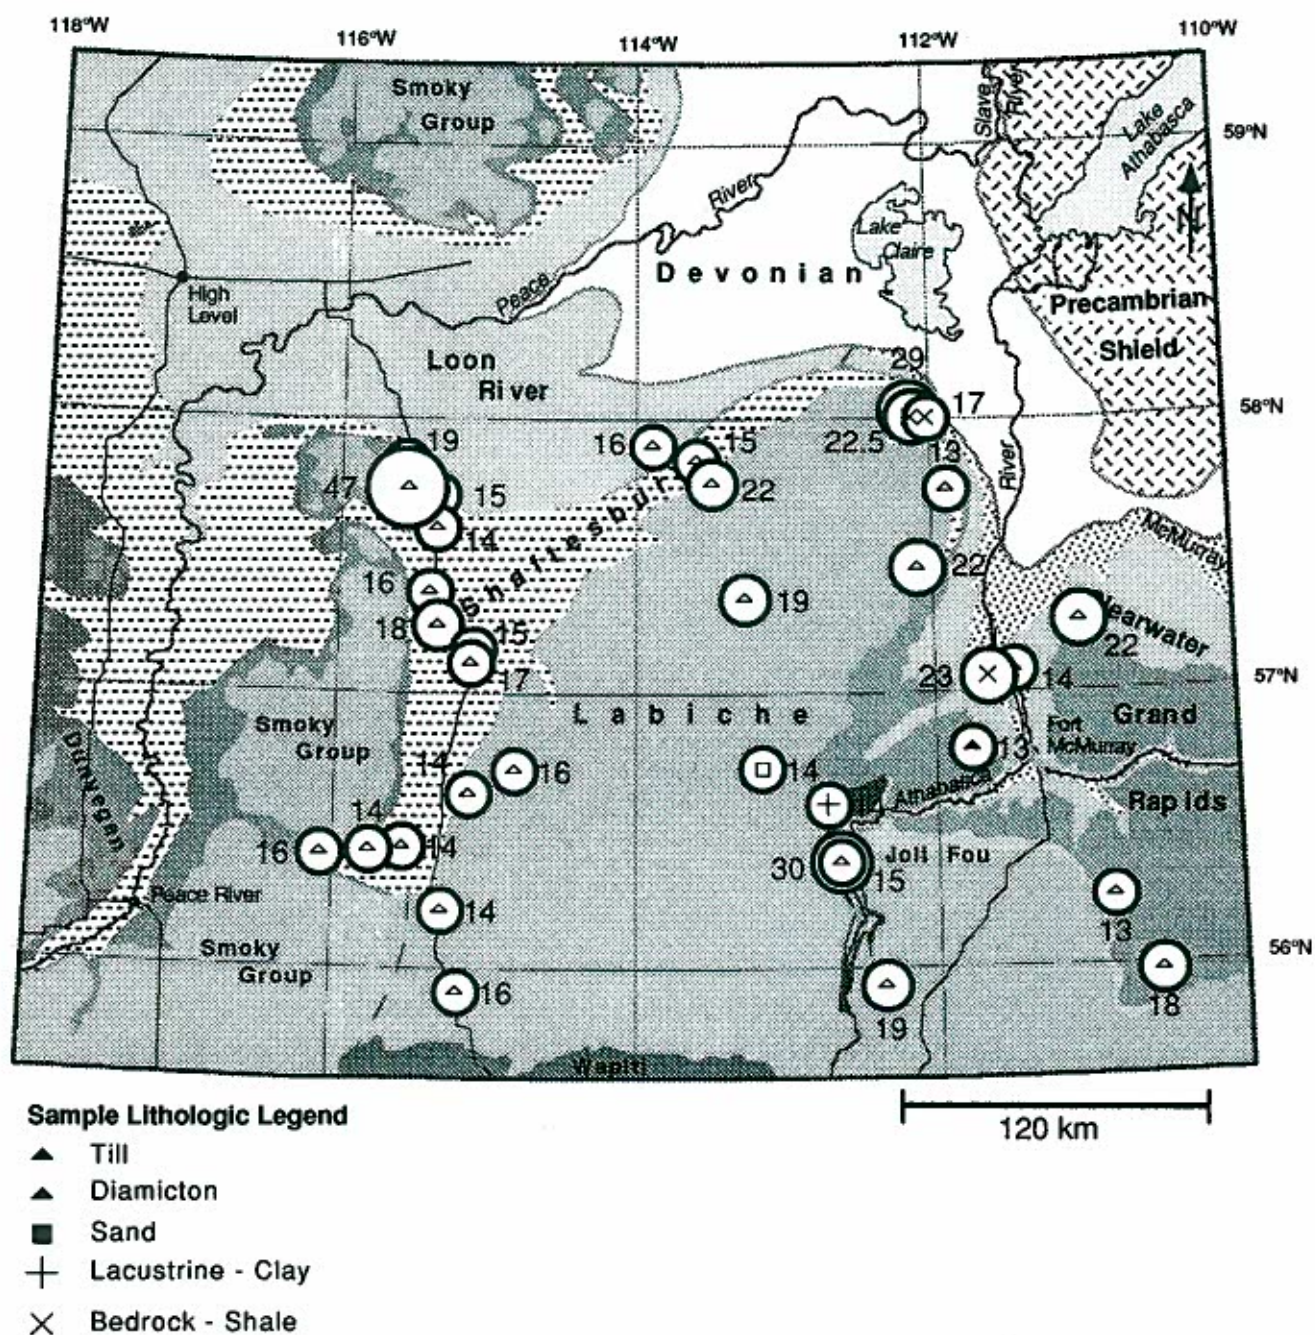 118°W
116°W
114°W
112°W
110°W
Smoky
Group
Slave
River
Lake
Athabasca
59°N
N
River
Lake
Claire
Devonian
Peace
High
Level
Precambrian
Shield
Loon
River
29
17
58°N
22.5
13
16
15
22
19
47
15
14
River
McMurray
Shaftesbury
16
19
22
Clearwater
22
18
15
17
23
14
57°N
Labiche
Grand
Smoky
Group
Fort
McMurray
13
Dunvegan
14
16
14
Athabasca
Rapids
14
16
14
30
15
Joli Fou
Peace River
14
13
Smoky
Group
56°N
16
19
18
Wapiti
120 km
Sample Lithologic Legend
Till
Diamicton
Sand
Lacustrine - Clay
Bedrock - Shale